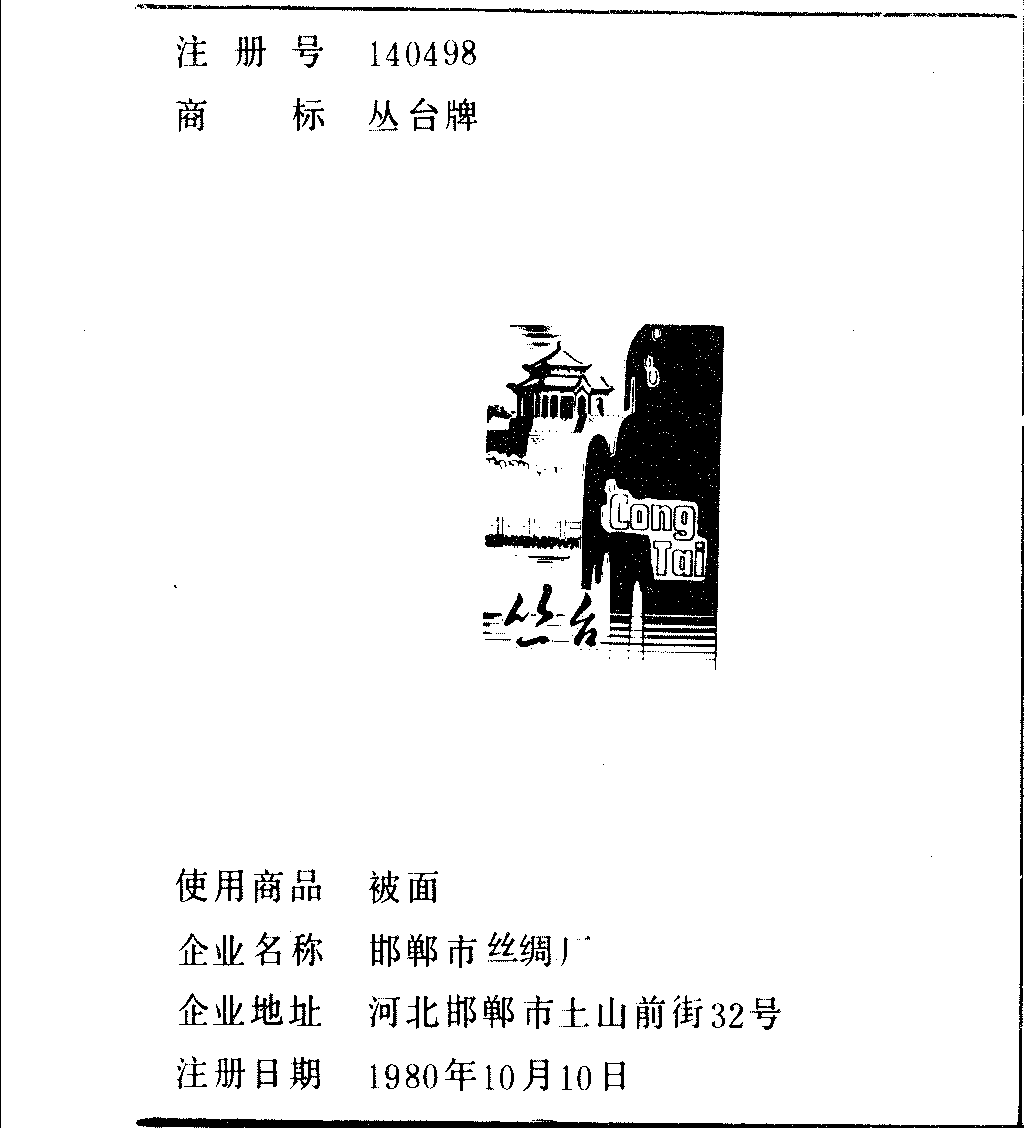 注册号 140498
商标 丛台牌
Cong
Tai
丛台
使用商品 被面
企业名称 邯郸市丝绸厂
企业地址 河北邯郸市土山前街32号
注册日期 1980年10月10日